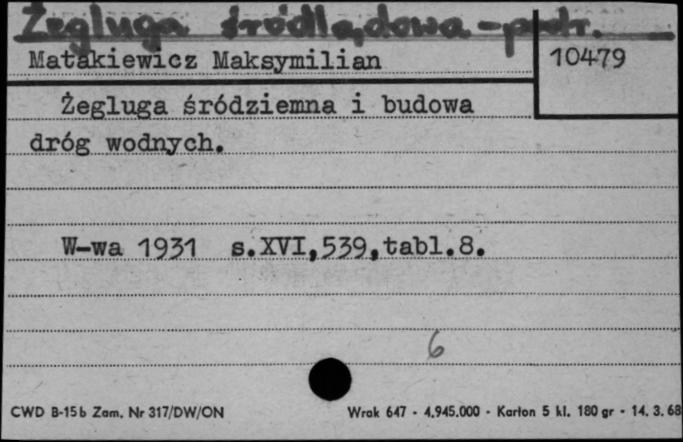 Żegluga śródlądowa - podr.
Matakiewicz Maksymilian
10479
Żegluga śródziemna i budowa
dróg wodnych.
W-wa 1931 s.XVI,539,tabl.8.
6
CWD B-15b Zam. Nr 317/DW/ON
Wrak 647 - 4.945.000 - Karton 5 kl. 180 gr - 14. 3. 68